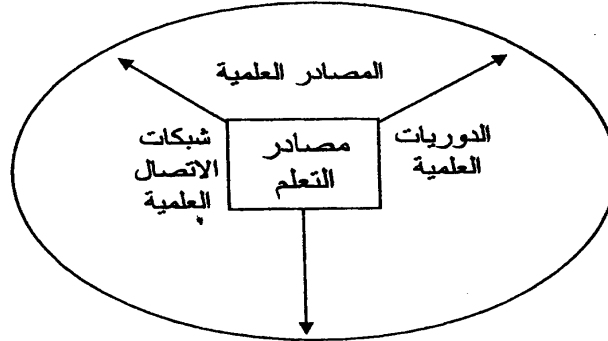 المصادر العلمية
الدوريات
العلمية
مصادر
التعلم
شبكات
الاتصال
العلمية